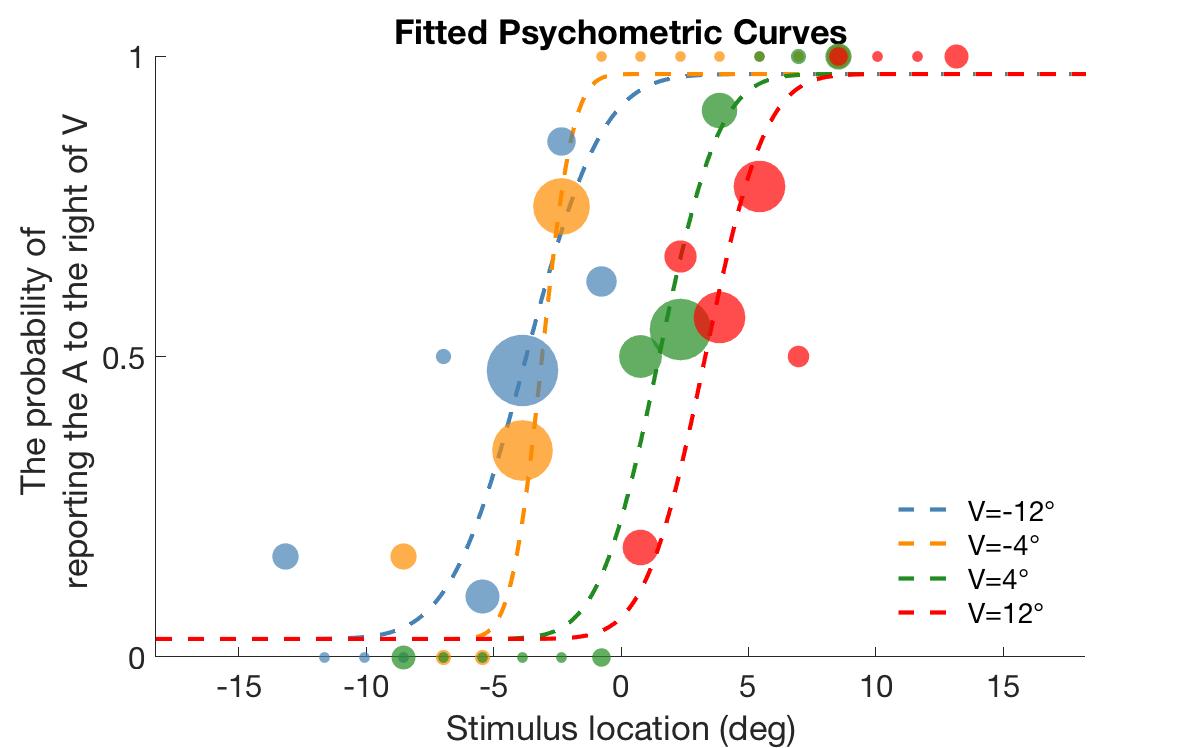 Fitted Psychometric Curves
The probability of
reporting the A to the right of V
1
0.5
0
-15
-10
-5
0
5
10
15
Stimulus location (deg)
V=-12°
V=-4°
V=4°
V=12°